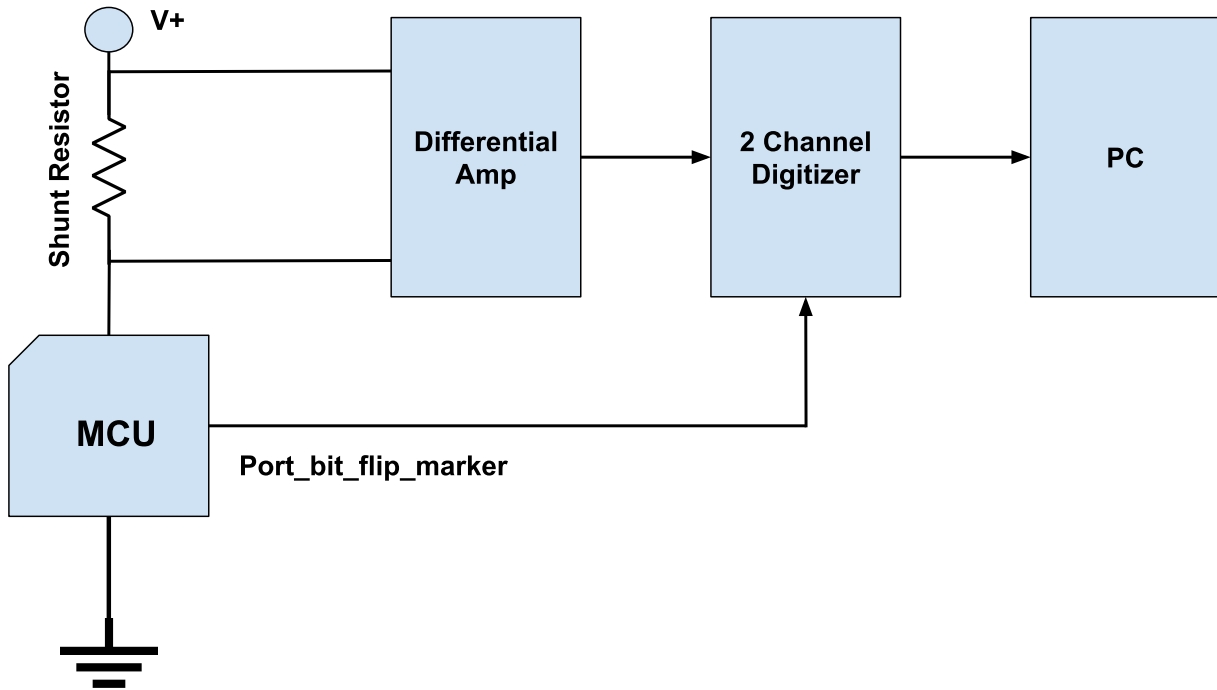 V+
Shunt Resistor
Differential
Amp
2 Channel
Digitizer
PC
MCU
Port_bit_flip_marker